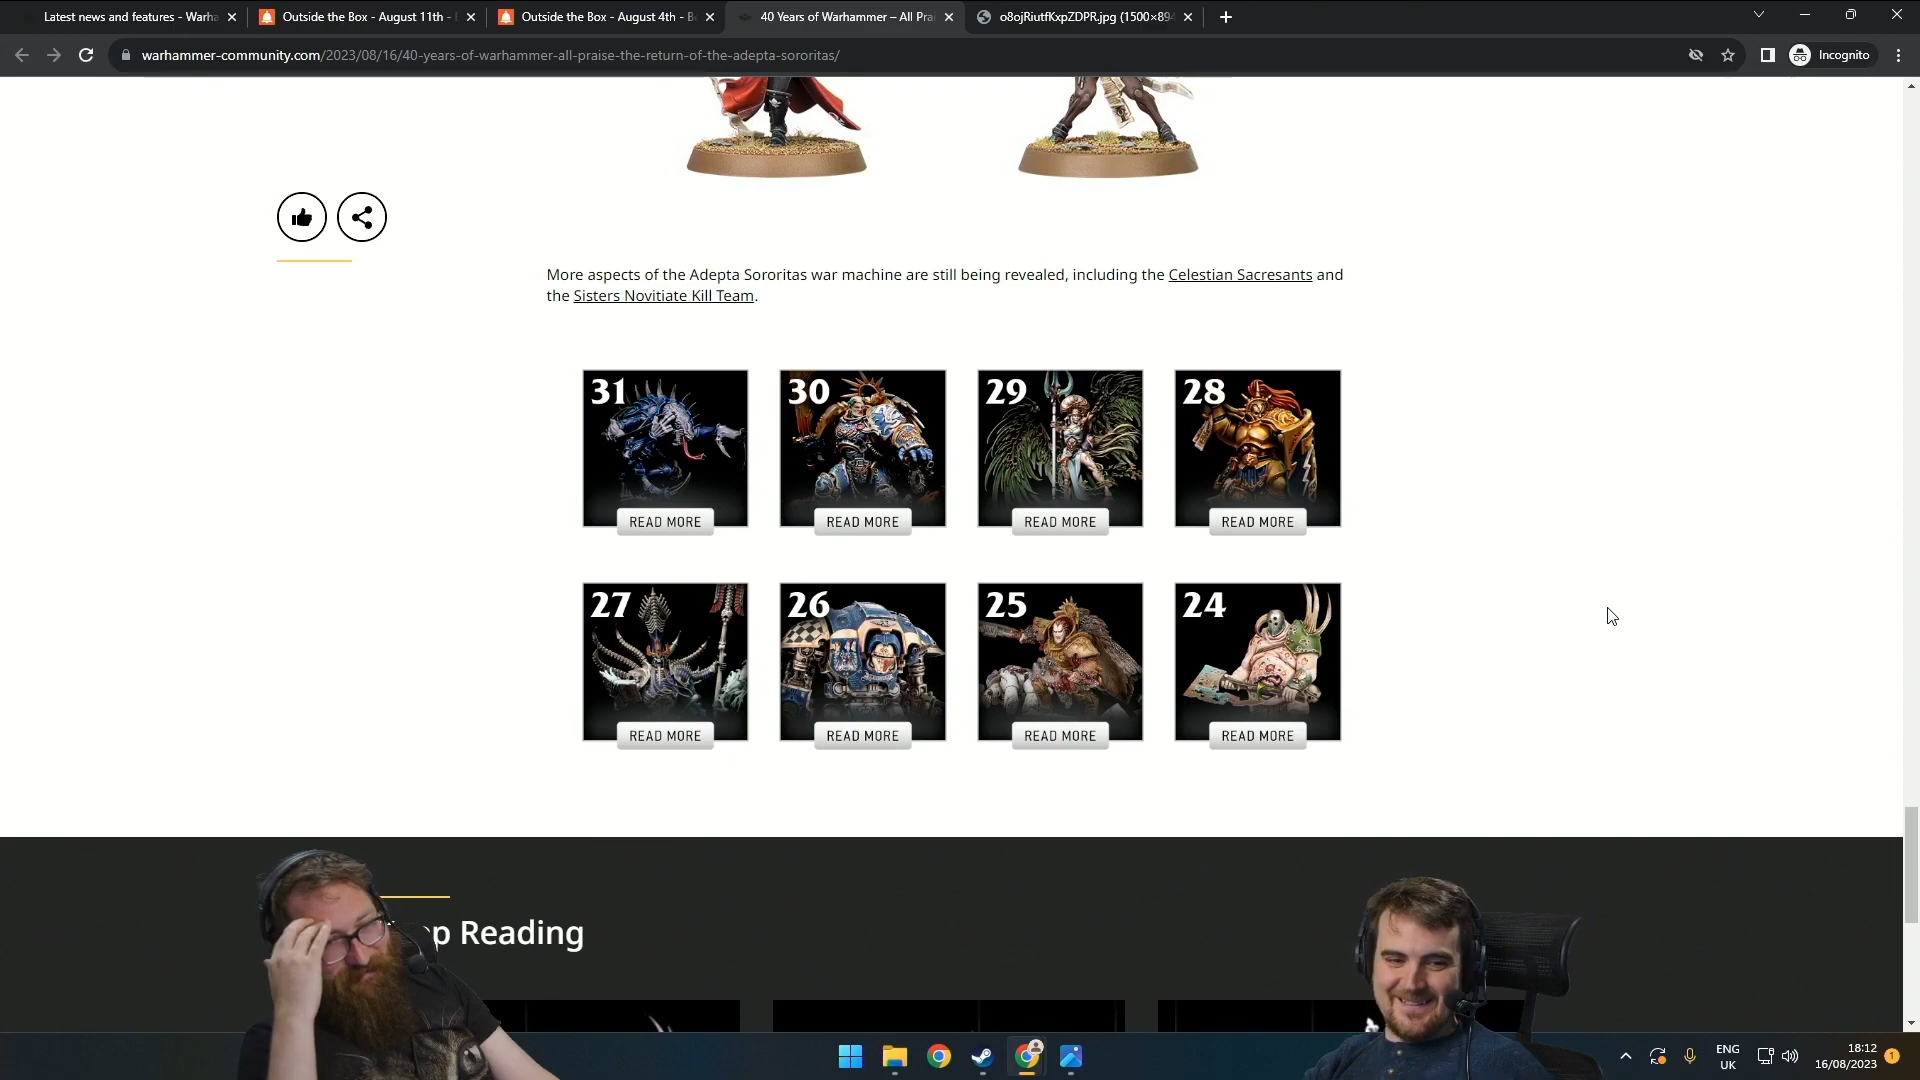 Latest news and features - Warha
Outside the Box - August 11th - B
Outside the Box - August 4th - Be
40 Years of Warhammer – All Prai
o8ojRiutfKxpZDPR.jpg (1500×894
warhammer-community.com/2023/08/16/40-years-of-warhammer-all-praise-the-return-of-the-adepta-sororitas/
Incognito
More aspects of the Adepta Sororitas war machine are still being revealed, including the Celestian Sacresants and
the Sisters Novitiate Kill Team.
31 30 29 28
READ MORE READ MORE READ MORE READ MORE
27 26 25 24
READ MORE READ MORE READ MORE READ MORE
Reading
ENG
UK
18:12
16/08/2023
1